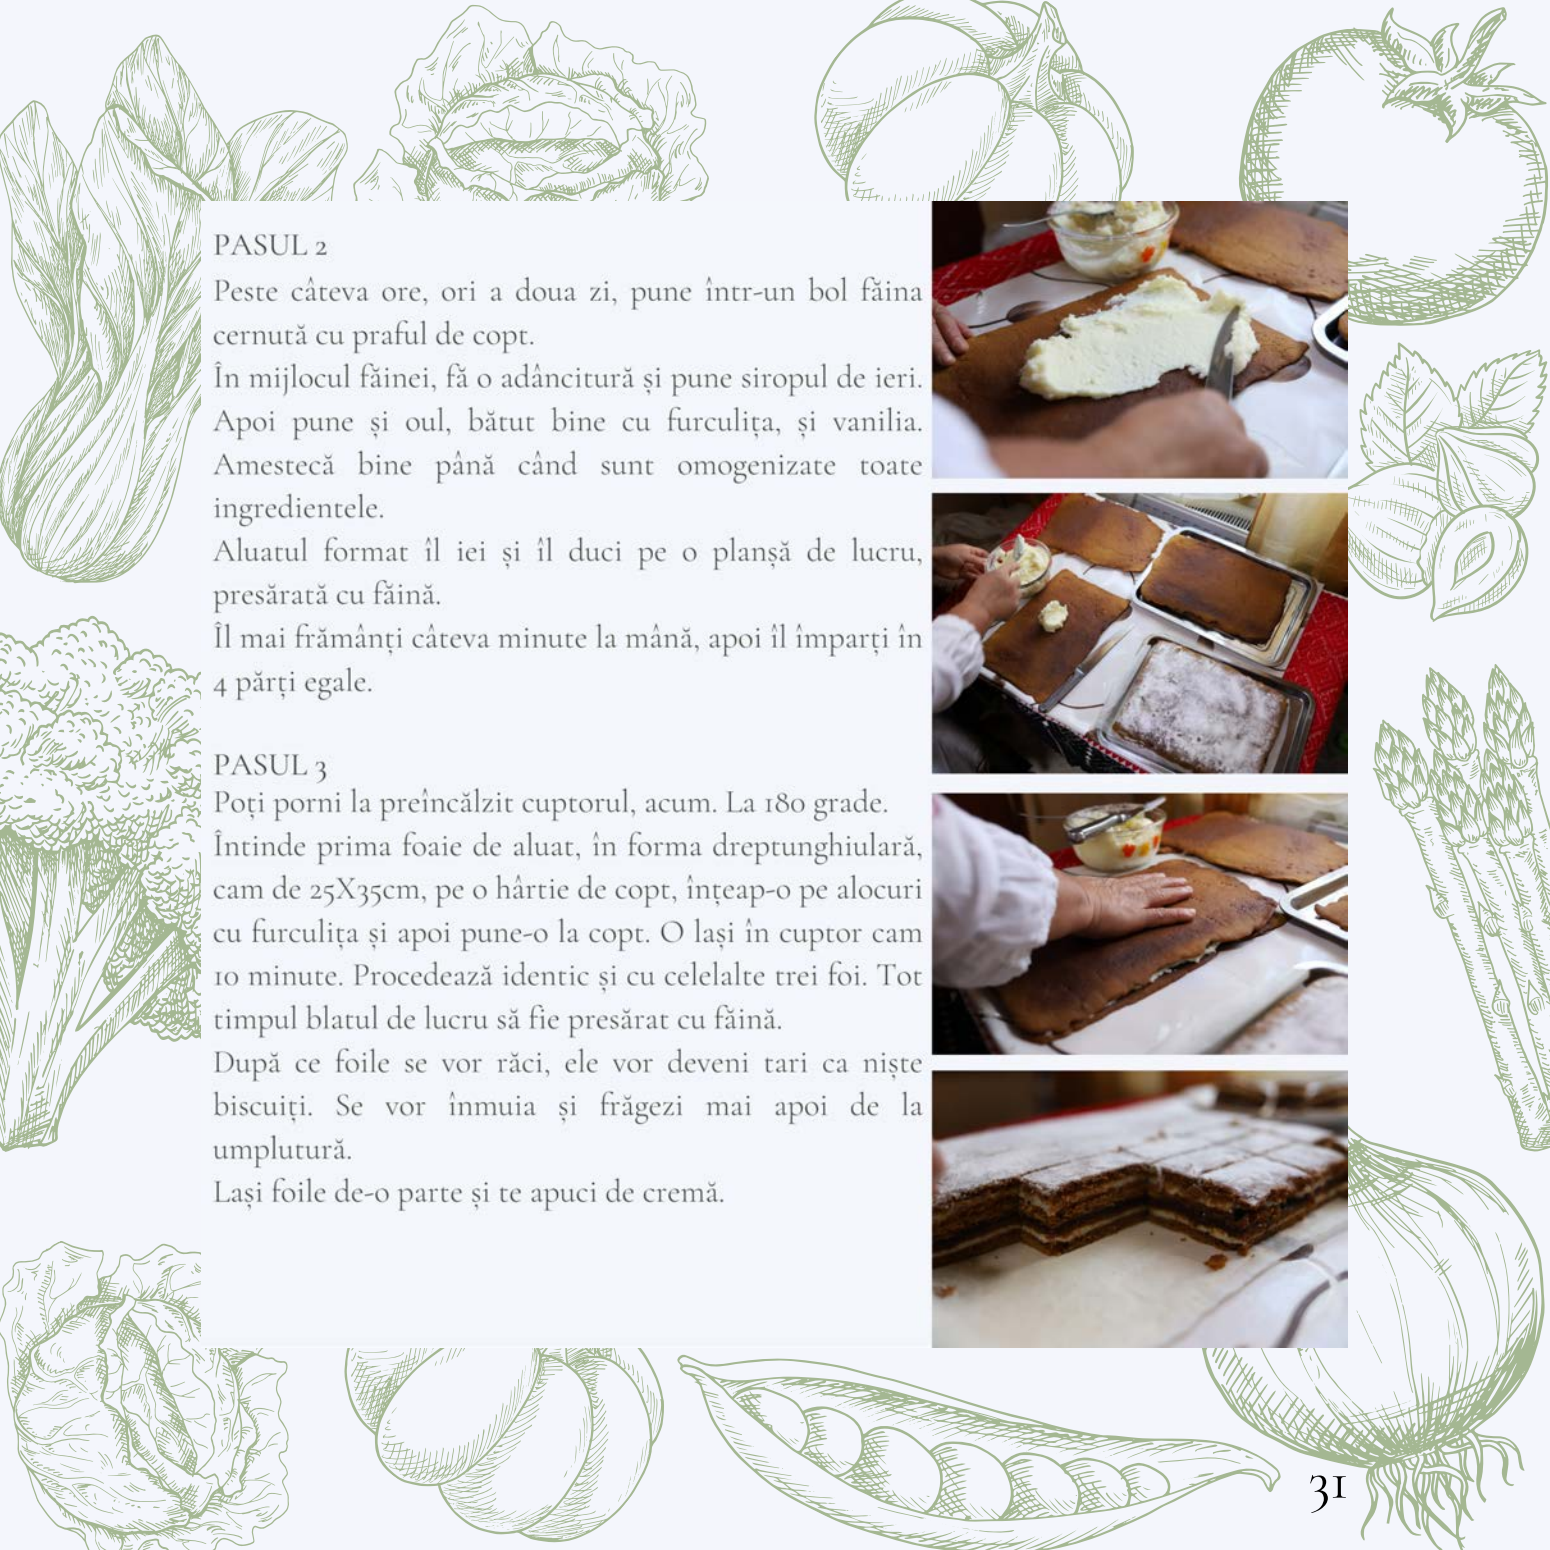 PASUL 2
Peste câteva ore, ori a doua zi, pune într-un bol făina
cernută cu praful de copt.
În mijlocul făinei, fă o adâncitură și pune siropul de ieri.
Apoi pune și oul, bătut bine cu furculița, și vanilia.
Amestecă bine până când sunt omogenizate toate
ingredientele.
Aluatul format îl iei și îl duci pe o planșă de lucru,
presărată cu făină.
Îl mai frămânți câteva minute la mână, apoi îl împarți în
4 părți egale.
PASUL 3
Poți porni la preîncălzit cuptorul, acum. La 180 grade.
Întinde prima foaie de aluat, în forma dreptunghiulară,
cam de 25X35cm, pe o hârtie de copt, înțeap-o pe alocuri
cu furculița și apoi pune-o la copt. O lași în cuptor cam
10 minute. Procedează identic și cu celelalte trei foi. Tot
timpul blatul de lucru să fie presărat cu făină.
După ce foile se vor răci, ele vor deveni tari ca niște
biscuiți. Se vor înmuia și frăgezi mai apoi de la
umplutură.
Lași foile de-o parte și te apuci de cremă.
31